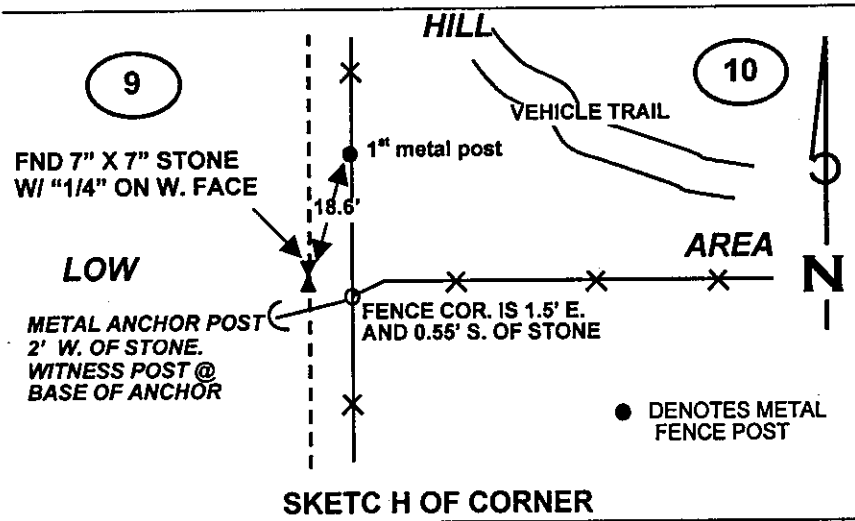 HILL
9
10
VEHICLE TRAIL
FND 7" X 7" STONE
W/ "1/4" ON W. FACE
1st metal post
18.6'
LOW
AREA
N
METAL ANCHOR POST
2' W. OF STONE.
WITNESS POST @
BASE OF ANCHOR
FENCE COR. IS 1.5' E.
AND 0.55' S. OF STONE
DENOTES METAL
FENCE POST
SKETC H OF CORNER